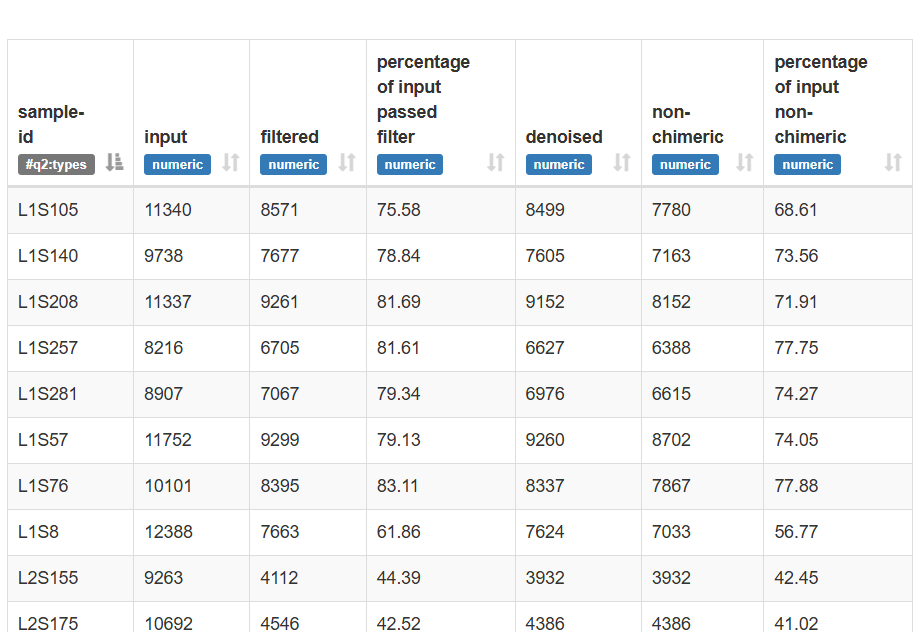 sample-id input filtered percentage of input passed filter denoised non-chimeric percentage of input non-chimeric
#q2:types numeric numeric numeric numeric numeric numeric
L1S105 11340 8571 75.58 8499 7780 68.61
L1S140 9738 7677 78.84 7605 7163 73.56
L1S208 11337 9261 81.69 9152 8152 71.91
L1S257 8216 6705 81.61 6627 6388 77.75
L1S281 8907 7067 79.34 6976 6615 74.27
L1S57 11752 9299 79.13 9260 8702 74.05
L1S76 10101 8395 83.11 8337 7867 77.88
L1S8 12388 7663 61.86 7624 7033 56.77
L2S155 9263 4112 44.39 3932 3932 42.45
L2S175 10692 4546 42.52 4386 4386 41.02